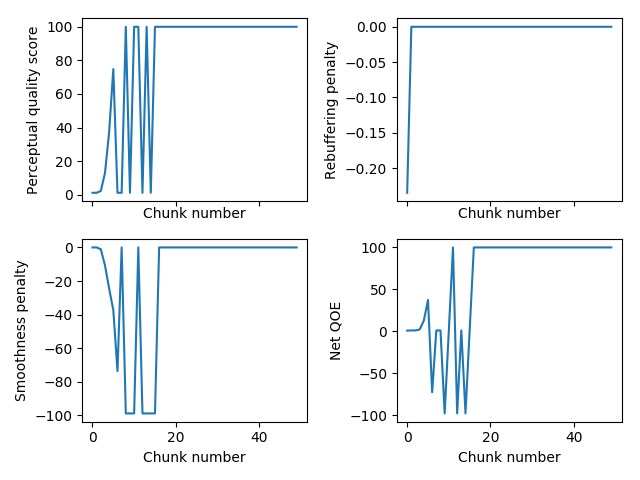 Perceptual quality score
100
80
60
40
20
0
Chunk number
Rebuffering penalty
0.00
−0.05
−0.10
−0.15
−0.20
Chunk number
Smoothness penalty
0
−20
−40
−60
−80
−100
0 20 40
Chunk number
Net QOE
100
50
0
−50
−100
0 20 40
Chunk number